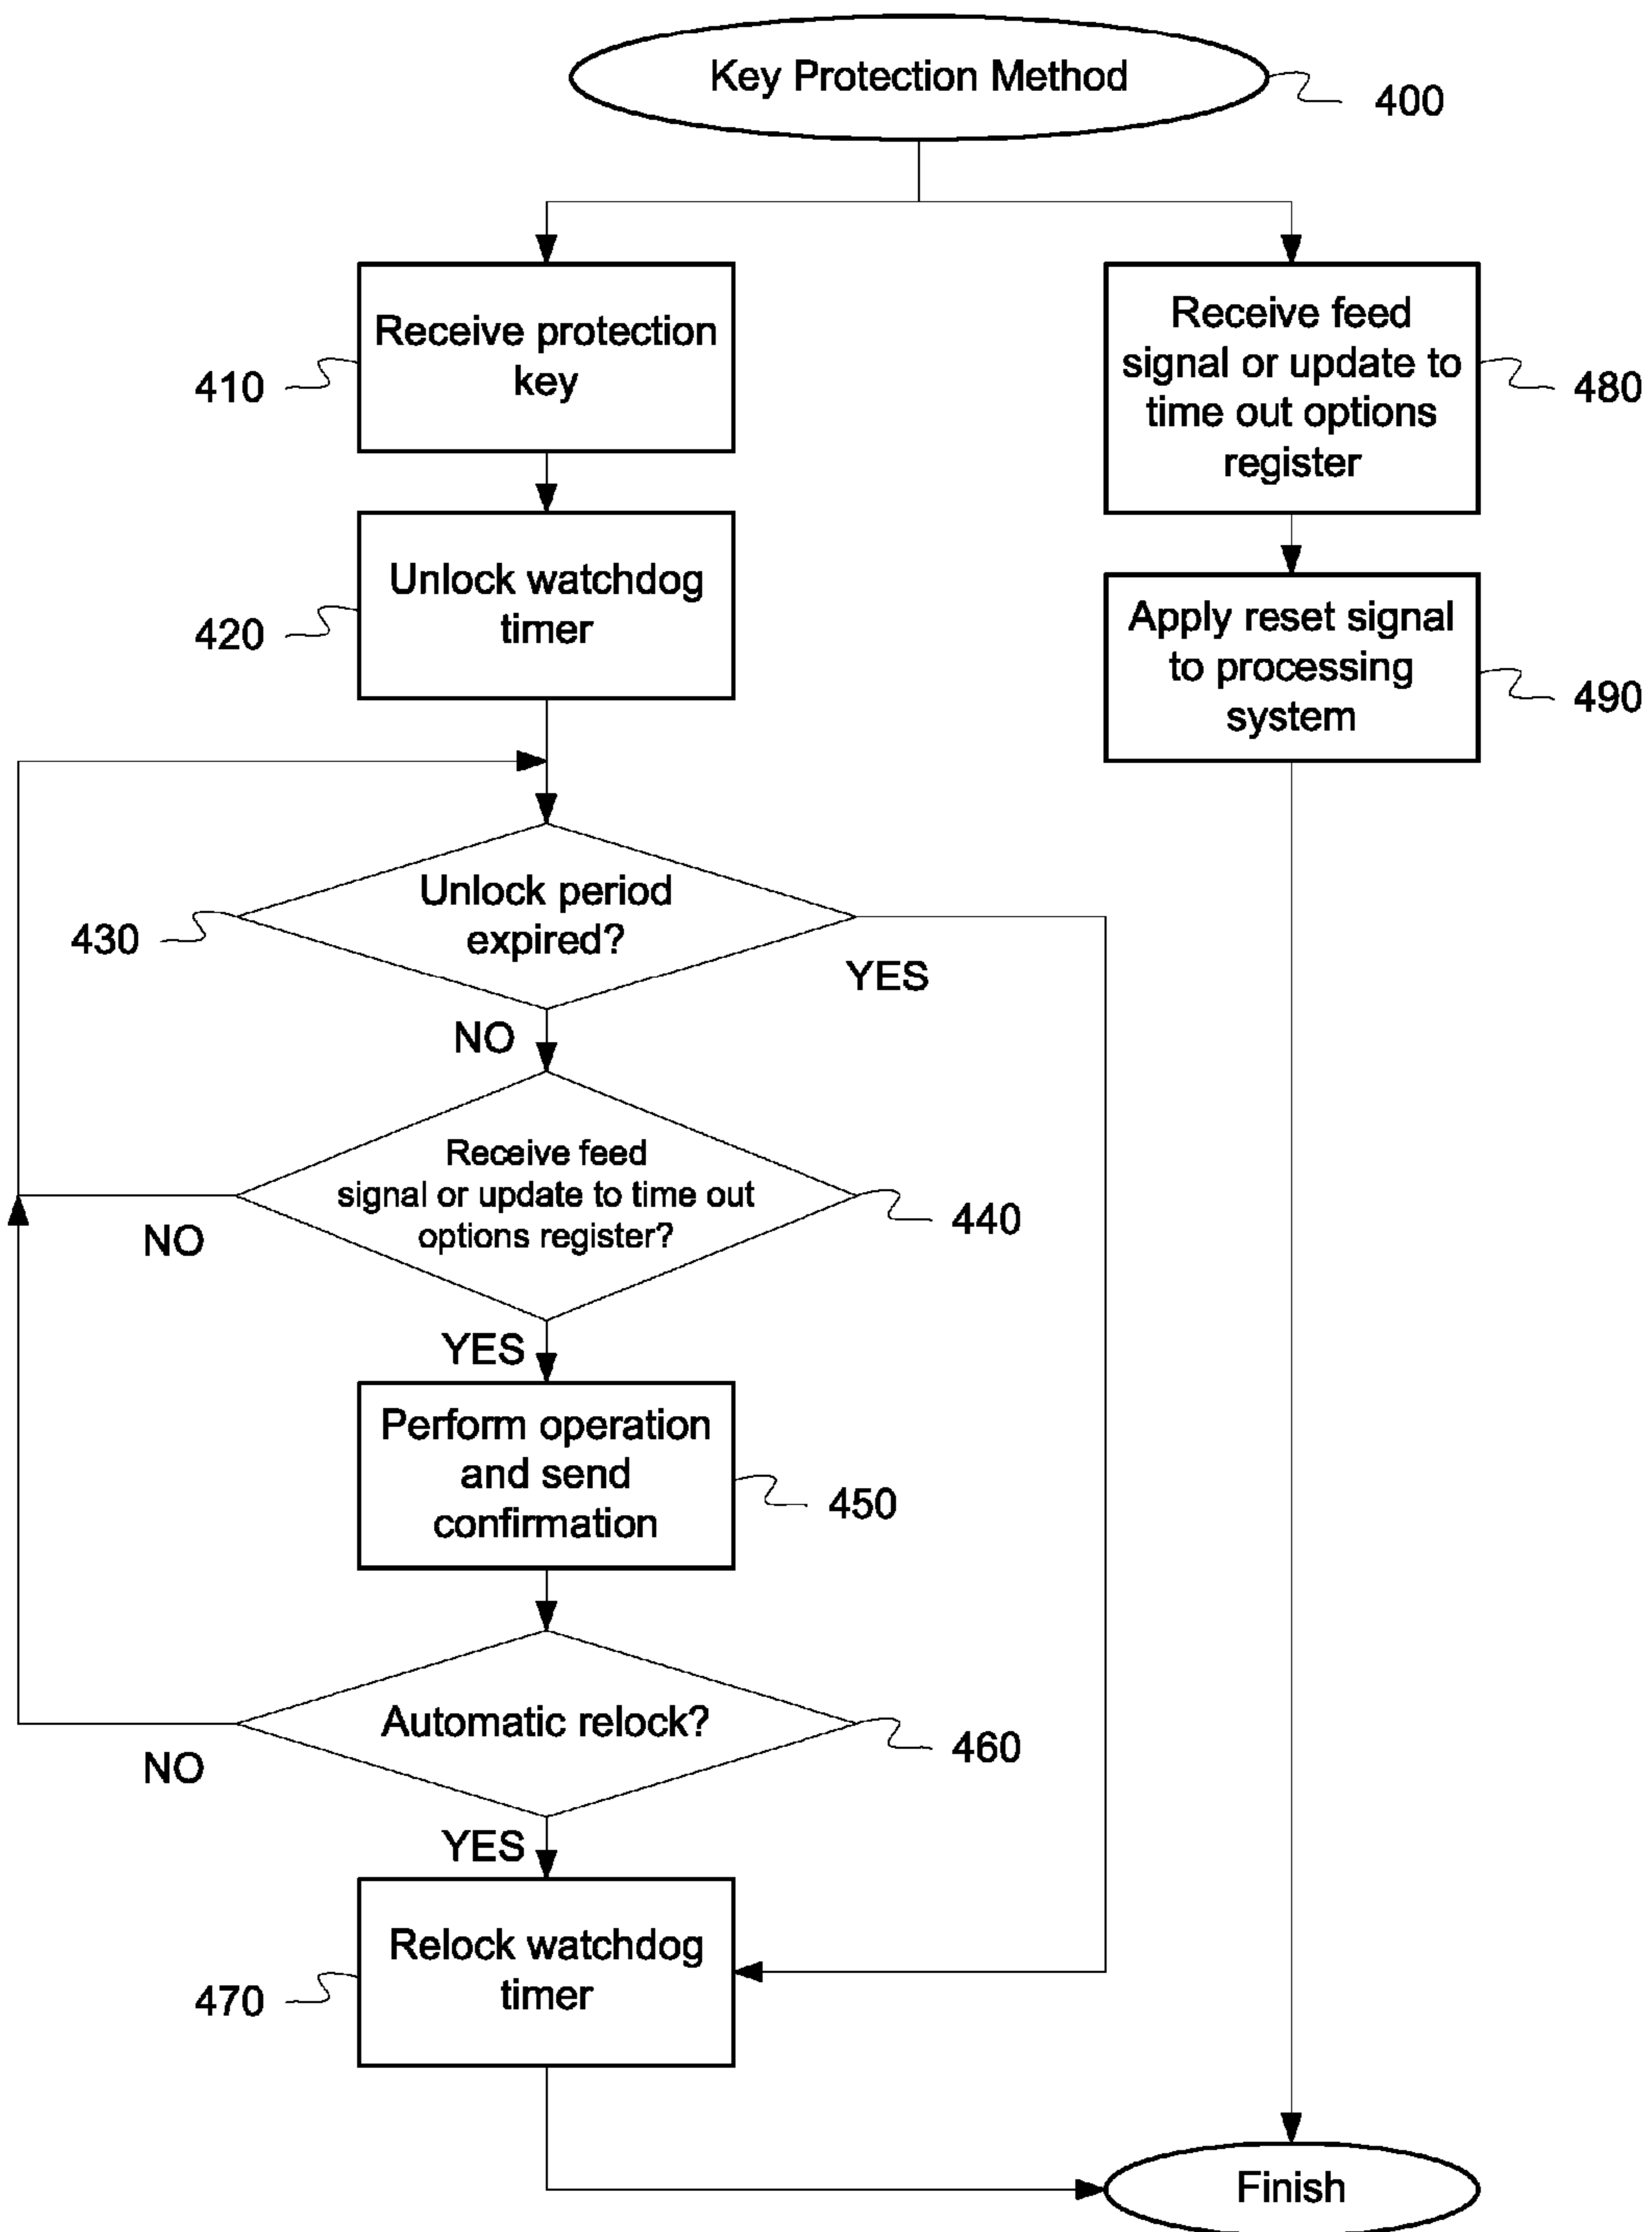 Key Protection Method
400
Receive protection
key
410
Receive feed
signal or update to
time out options
register
480
Unlock watchdog
timer
420
Apply reset signal
to processing
system
490
Unlock period
expired?
430
YES
NO
Receive feed
signal or update to time out
options register?
440
NO
YES
Perform operation
and send
confirmation
450
Automatic relock?
460
NO
YES
Relock watchdog
timer
470
Finish